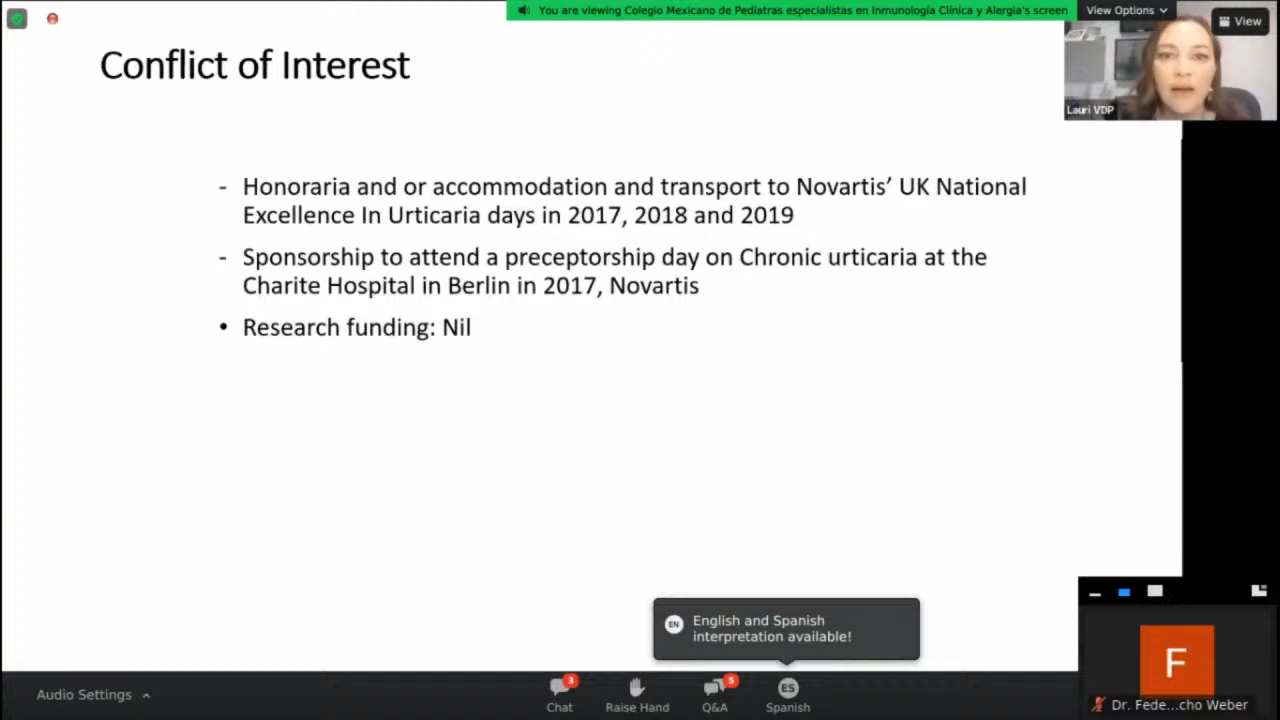 You are viewing Colegio Mexicano de Pediatras especialistas en Inmunología Clínica y Alergia's screen
View Options
View
Lauri VDP
Conflict of Interest
- Honoraria and or accommodation and transport to Novartis’ UK National
Excellence In Urticaria days in 2017, 2018 and 2019
- Sponsorship to attend a preceptorship day on Chronic urticaria at the
Charite Hospital in Berlin in 2017, Novartis
• Research funding: Nil
EN
English and Spanish
interpretation available!
F
Dr. Fede...cho Weber
Audio Settings
3
Chat
Raise Hand
5
Q&A
ES
Spanish